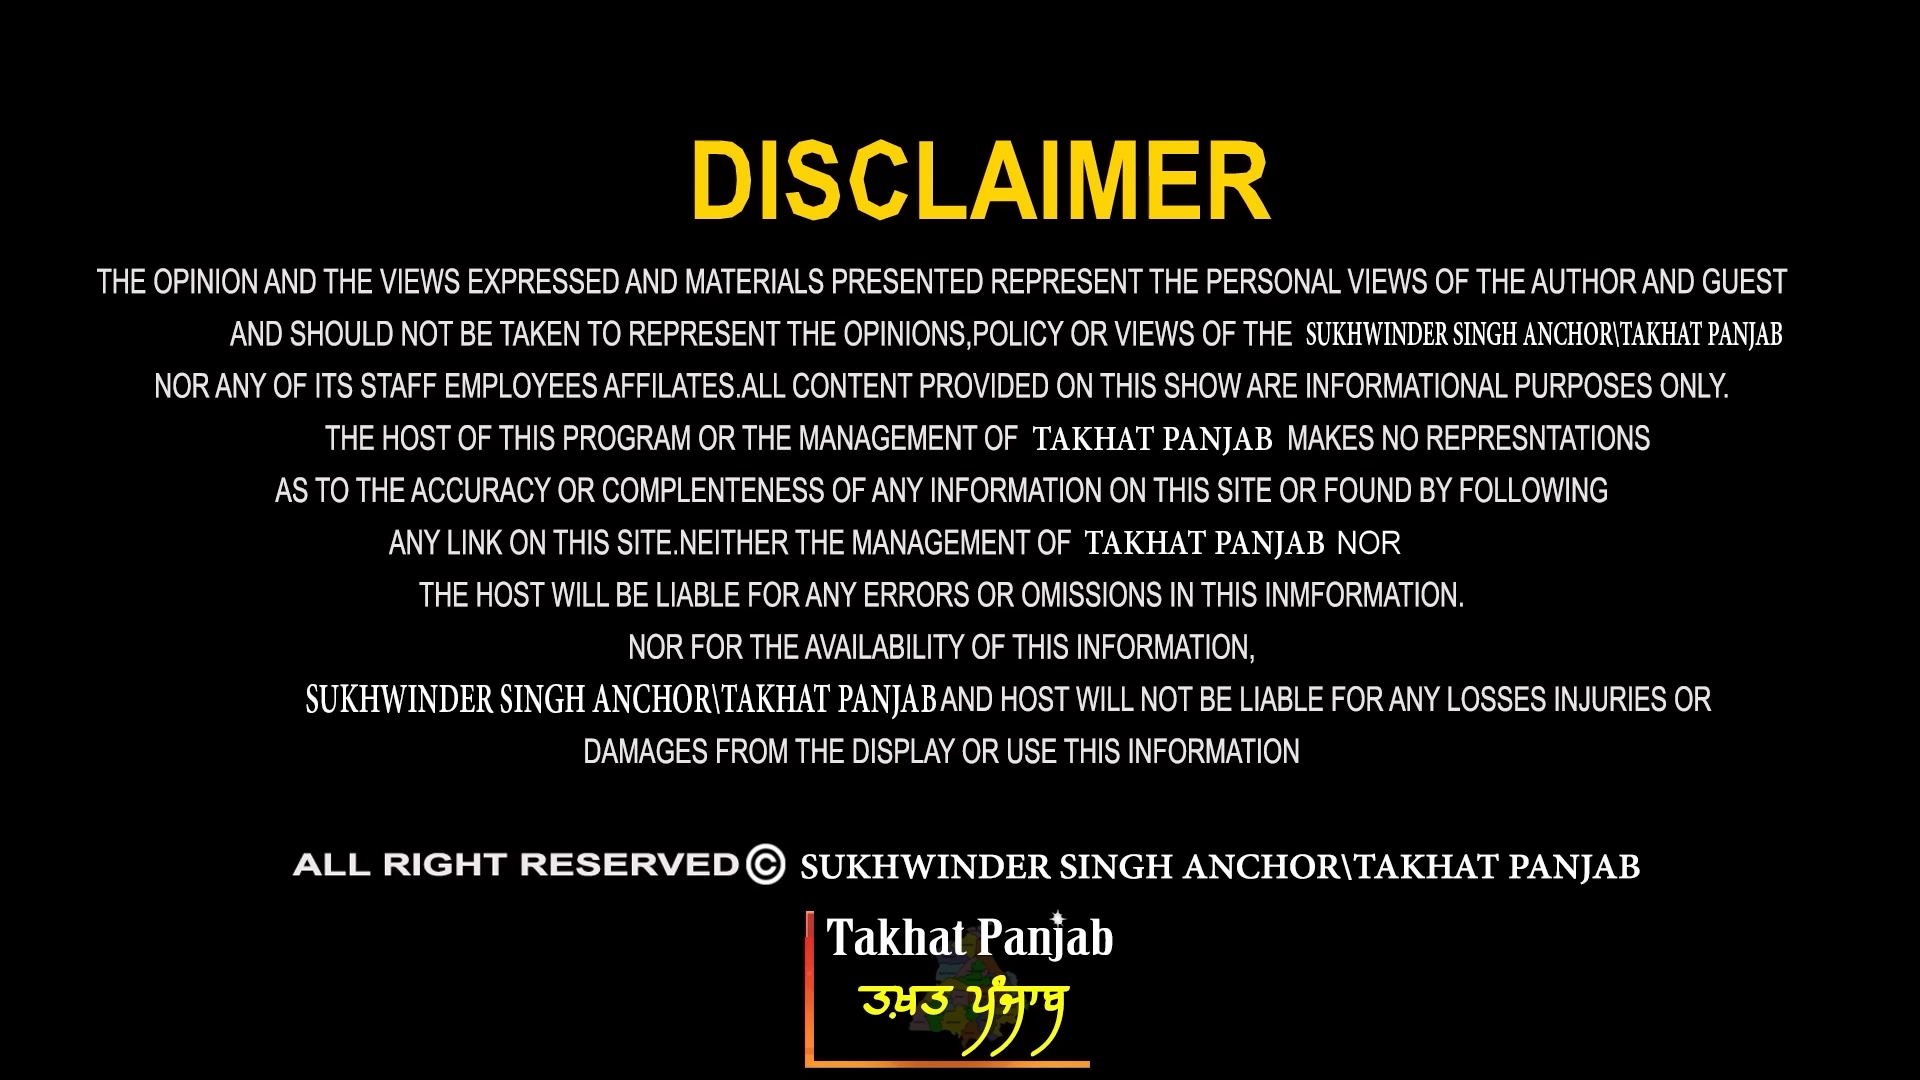 DISCLAIMER
THE OPINION AND THE VIEWS EXPRESSED AND MATERIALS PRESENTED REPRESENT THE PERSONAL VIEWS OF THE AUTHOR AND GUEST
AND SHOULD NOT BE TAKEN TO REPRESENT THE OPINIONS,POLICY OR VIEWS OF THE SUKHWINDER SINGH ANCHOR\TAKHAT PANJAB
NOR ANY OF ITS STAFF EMPLOYEES AFFILATES.ALL CONTENT PROVIDED ON THIS SHOW ARE INFORMATIONAL PURPOSES ONLY.
THE HOST OF THIS PROGRAM OR THE MANAGEMENT OF TAKHAT PANJAB MAKES NO REPRESNTATIONS
AS TO THE ACCURACY OR COMPLENTENESS OF ANY INFORMATION ON THIS SITE OR FOUND BY FOLLOWING
ANY LINK ON THIS SITE.NEITHER THE MANAGEMENT OF TAKHAT PANJAB NOR
THE HOST WILL BE LIABLE FOR ANY ERRORS OR OMISSIONS IN THIS INMFORMATION.
NOR FOR THE AVAILABILITY OF THIS INFORMATION,
SUKHWINDER SINGH ANCHOR\TAKHAT PANJAB AND HOST WILL NOT BE LIABLE FOR ANY LOSSES INJURIES OR
DAMAGES FROM THE DISPLAY OR USE THIS INFORMATION
ALL RIGHT RESERVED © SUKHWINDER SINGH ANCHOR\TAKHAT PANJAB
Takhat Panjab
ਤਖ਼ਤ ਪੰਜਾਬ